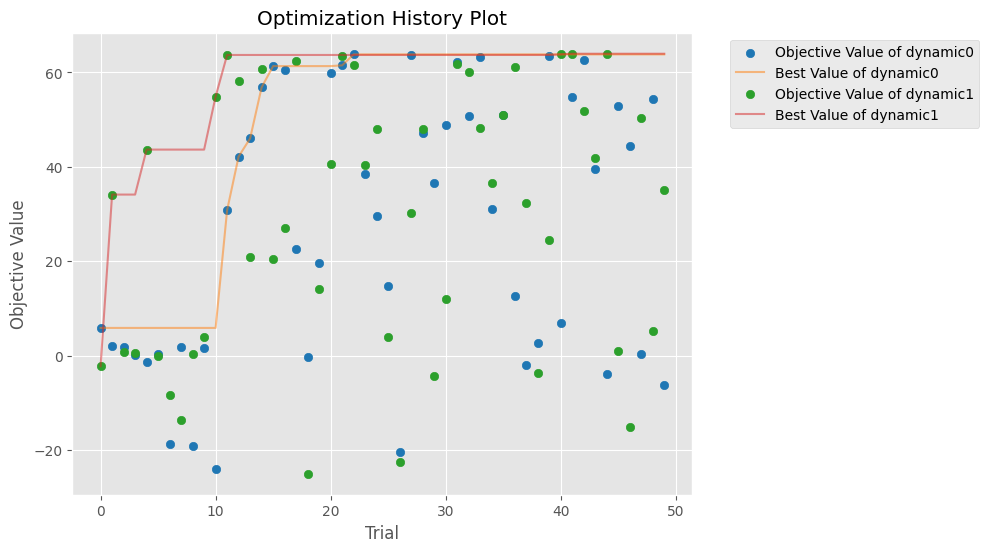 Optimization History Plot
Objective Value of dynamic0
Best Value of dynamic0
Objective Value of dynamic1
Best Value of dynamic1
Objective Value
60
40
20
0
−20
0
10
20
30
40
50
Trial